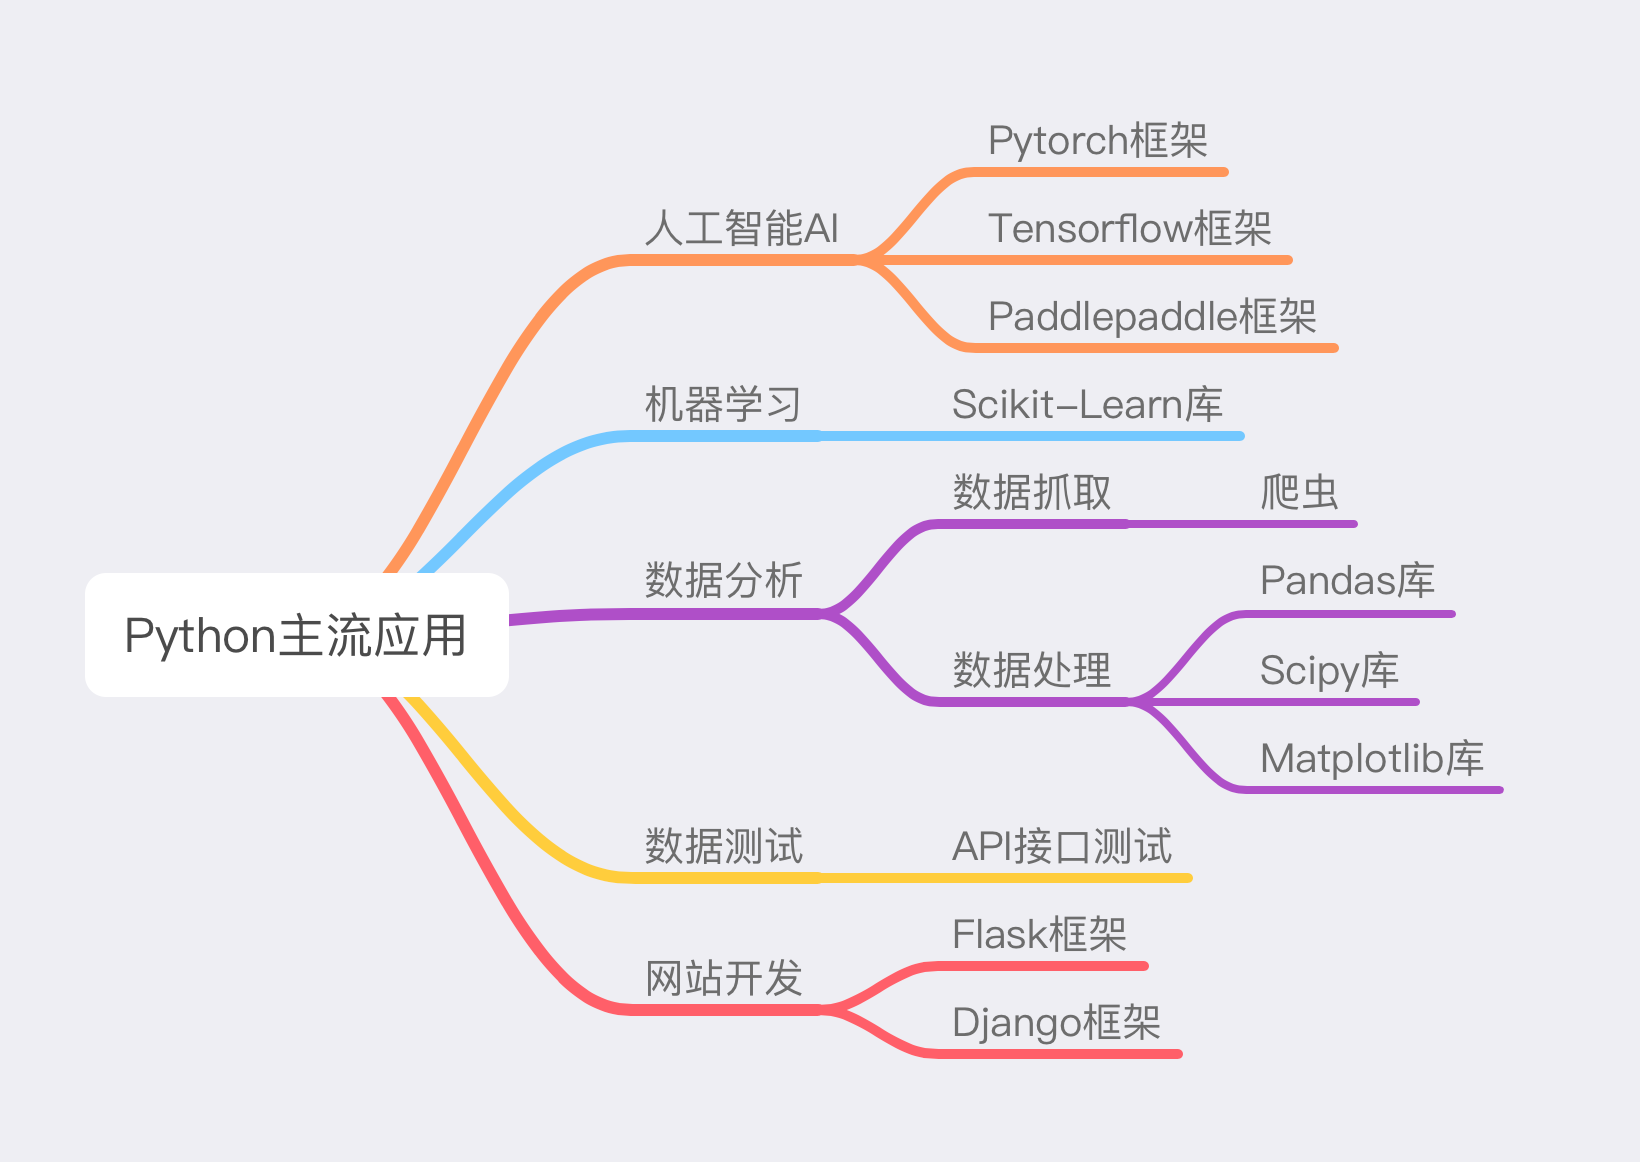 Python主流应用
人工智能AI
Pytorch框架
Tensorflow框架
Paddlepaddle框架
机器学习
Scikit-Learn库
数据分析
数据抓取
爬虫
数据处理
Pandas库
Scipy库
Matplotlib库
数据测试
API接口测试
网站开发
Flask框架
Django框架